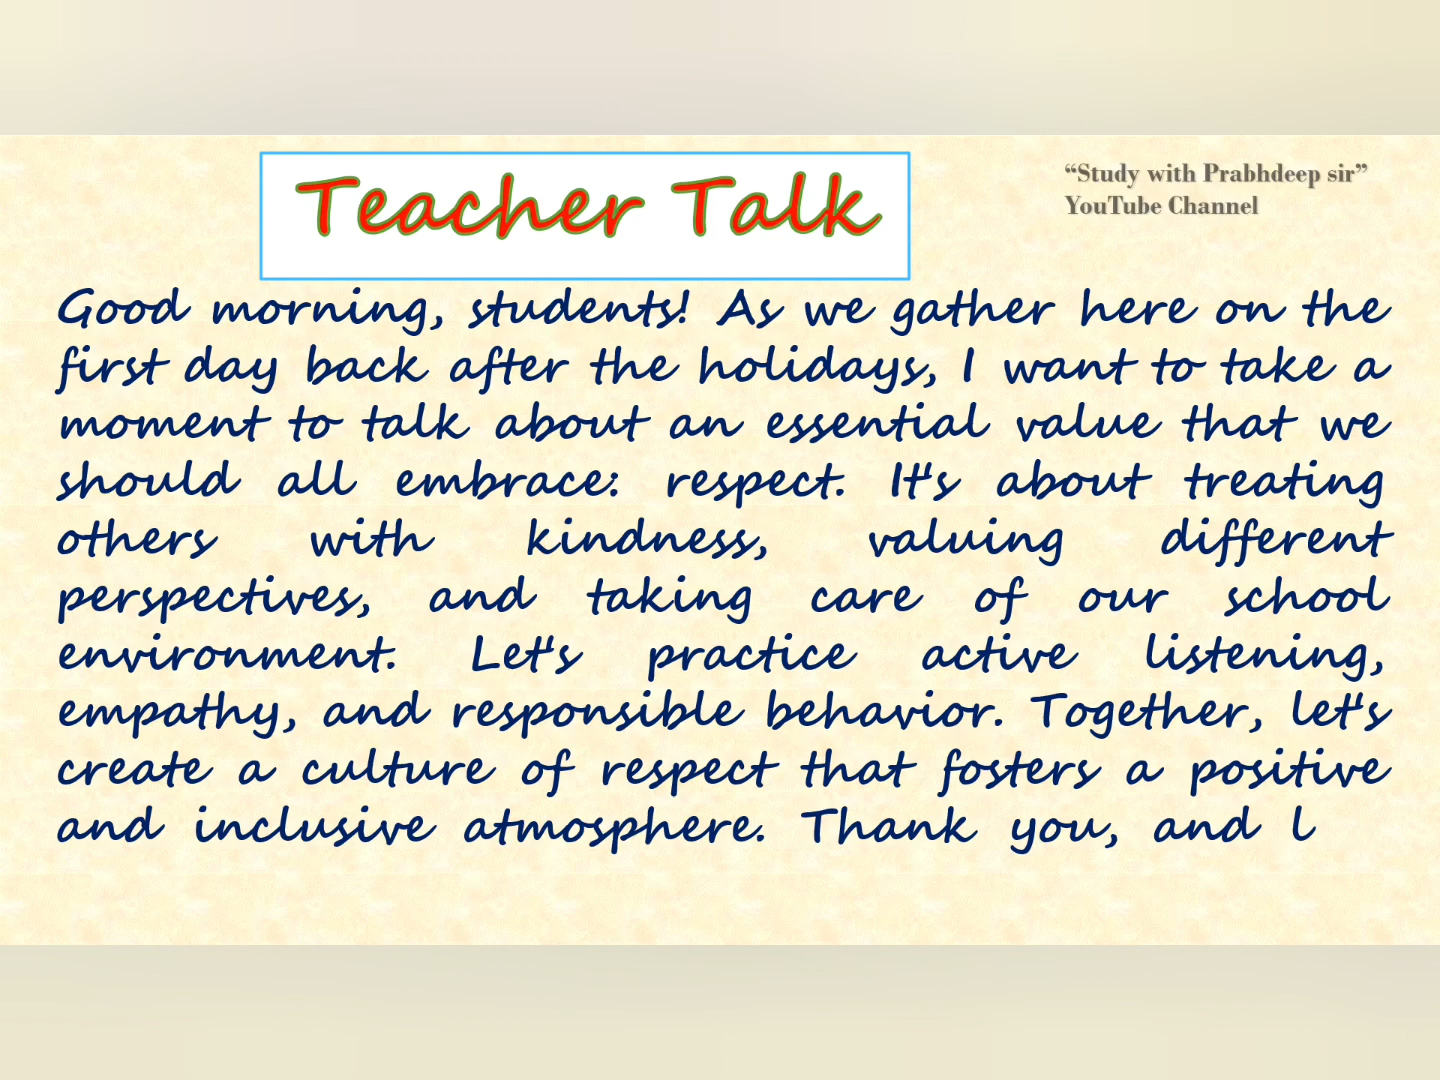 Teacher Talk
“Study with Prabhdeep sir”
YouTube Channel
Good morning, students! As we gather here on the
first day back after the holidays, I want to take a
moment to talk about an essential value that we
should all embrace: respect. It's about treating
others with kindness, valuing different
perspectives, and taking care of our school
environment. Let's practice active listening,
empathy, and responsible behavior. Together, let's
create a culture of respect that fosters a positive
and inclusive atmosphere. Thank you, and l